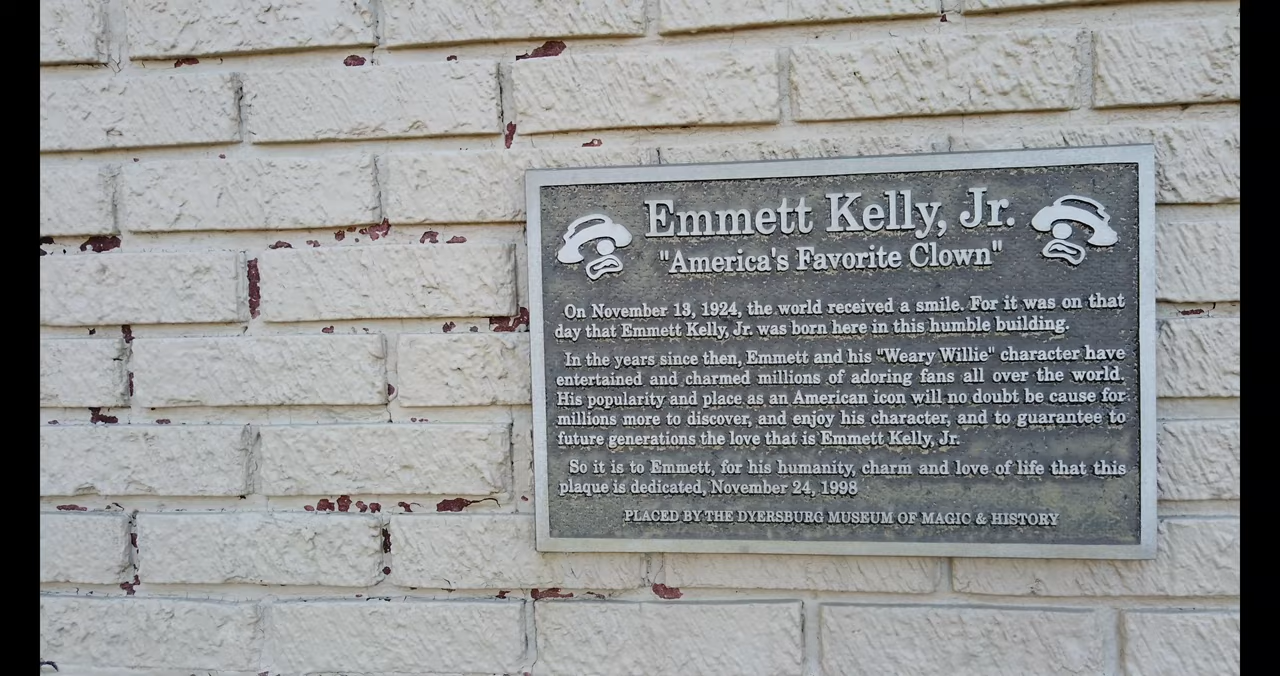 Emmett Kelly, Jr.
"America's Favorite Clown"
On November 13, 1924, the world received a smile. For it was on that
day that Emmett Kelly, Jr. was born here in this humble building.
In the years since then, Emmett and his "Weary Willie" character have
entertained and charmed millions of adoring fans all over the world.
His popularity and place as an American icon will no doubt be cause for
millions more to discover, and enjoy his character, and to guarantee to
future generations the love that is Emmett Kelly, Jr.
So it is to Emmett, for his humanity, charm and love of life that this
plaque is dedicated, November 24, 1998
PLACED BY THE DYERSBURG MUSEUM OF MAGIC & HISTORY